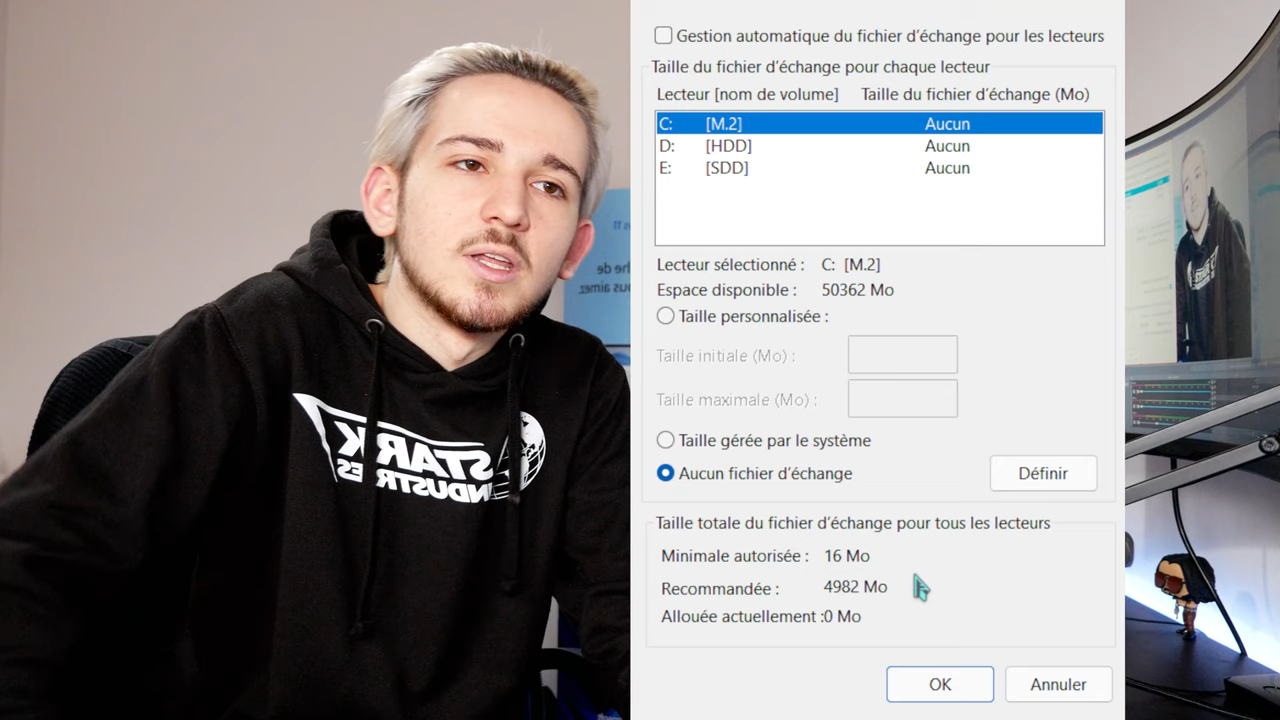 Gestion automatique du fichier d'échange pour les lecteurs
Taille du fichier d'échange pour chaque lecteur
Lecteur [nom de volume] Taille du fichier d'échange (Mo)
C: [M.2] Aucun
D: [HDD] Aucun
E: [SDD] Aucun
Lecteur sélectionné : C: [M.2]
Espace disponible : 50362 Mo
Taille personnalisée :
Taille initiale (Mo) :
Taille maximale (Mo) :
Taille gérée par le système
Aucun fichier d'échange
Définir
Taille totale du fichier d'échange pour tous les lecteurs
Minimale autorisée : 16 Mo
Recommandée : 4982 Mo
Allouée actuellement :0 Mo
OK Annuler
STARK
INDUSTRIES